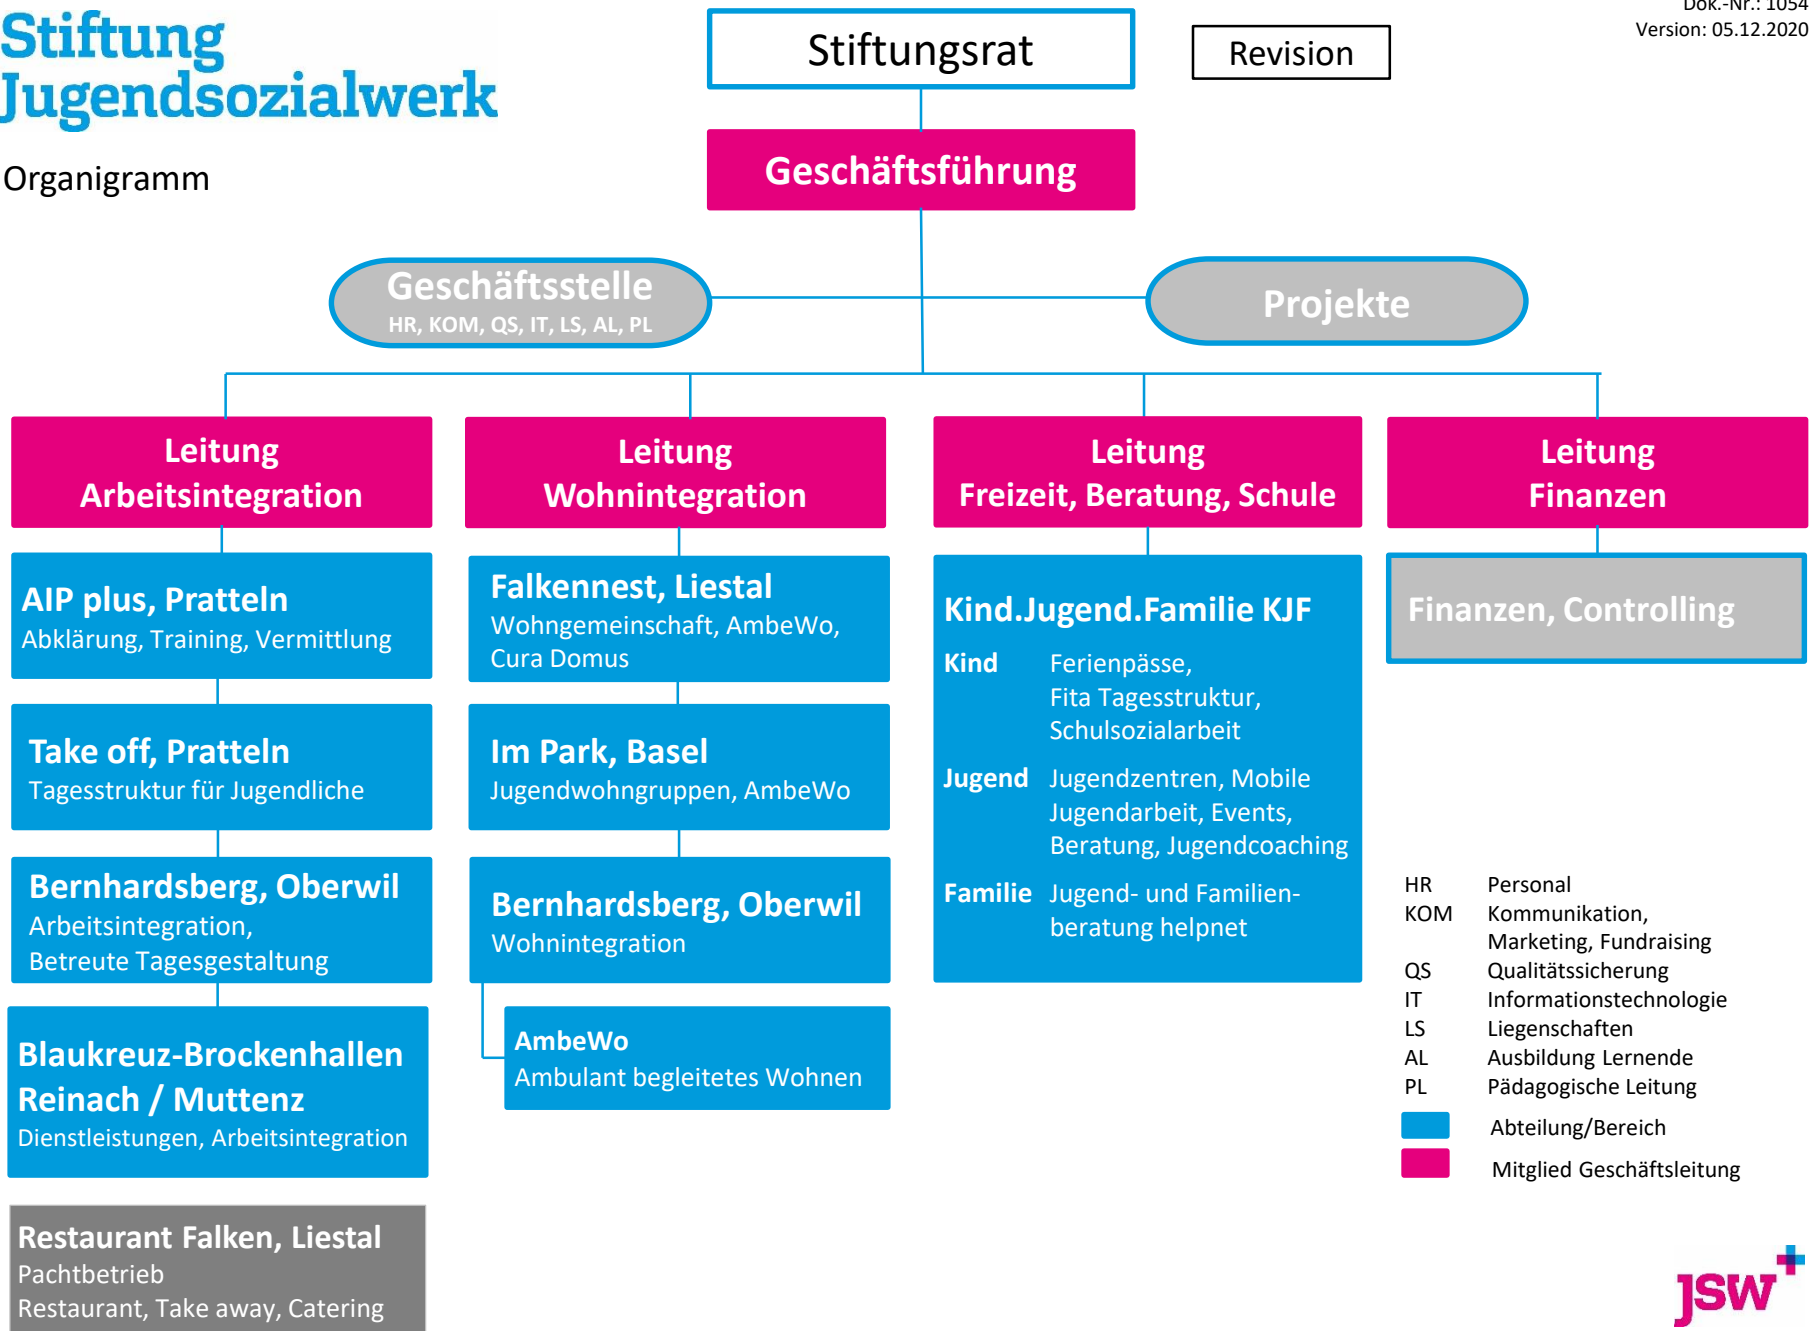 Stiftung
Jugendsozialwerk
Organigramm
Stiftungsrat
Revision
Dok.-Nr.: 1054
Version: 05.12.2020
Geschäftsführung
Geschäftsstelle
HR, KOM, QS, IT, LS, AL, PL
Projekte
Leitung
Arbeitsintegration
AIP plus, Pratteln
Abklärung, Training, Vermittlung
Take off, Pratteln
Tagesstruktur für Jugendliche
Bernhardsberg, Oberwil
Arbeitsintegration,
Betreute Tagesgestaltung
Blaukreuz-Brockenhallen
Reinach / Muttenz
Dienstleistungen, Arbeitsintegration
Restaurant Falken, Liestal
Pachtbetrieb
Restaurant, Take away, Catering
Leitung
Wohnintegration
Falkennest, Liestal
Wohngemeinschaft, AmbeWo,
Cura Domus
Im Park, Basel
Jugendwohngruppen, AmbeWo
Bernhardsberg, Oberwil
Wohnintegration
AmbeWo
Ambulant begleitetes Wohnen
Leitung
Freizeit, Beratung, Schule
Kind.Jugend.Familie KJF
Kind Ferienpässe,
Fita Tagesstruktur,
Schulsozialarbeit
Jugend Jugendzentren, Mobile
Jugendarbeit, Events,
Beratung, Jugendcoaching
Familie Jugend- und Familien-
beratung helpnet
Leitung
Finanzen
Finanzen, Controlling
HR Personal
KOM Kommunikation,
Marketing, Fundraising
QS Qualitätssicherung
IT Informationstechnologie
LS Liegenschaften
AL Ausbildung Lernende
PL Pädagogische Leitung
Abteilung/Bereich
Mitglied Geschäftsleitung
JSW